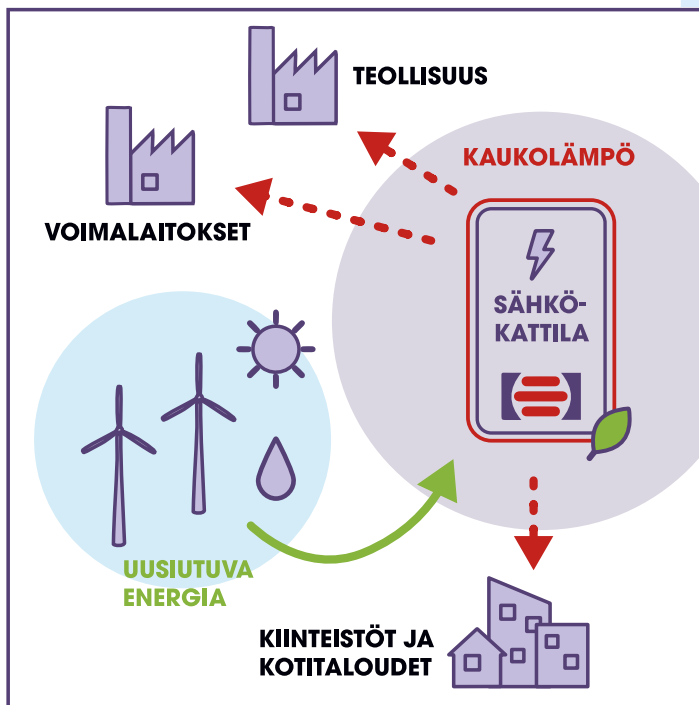 TEOLLISUUS
KAUKOLÄMPÖ
VOIMALAITOKSET
SÄHKÖ-
KATTILA
UUSIUTUVA
ENERGIA
KIINTEISTÖT JA
KOTITALOUDET